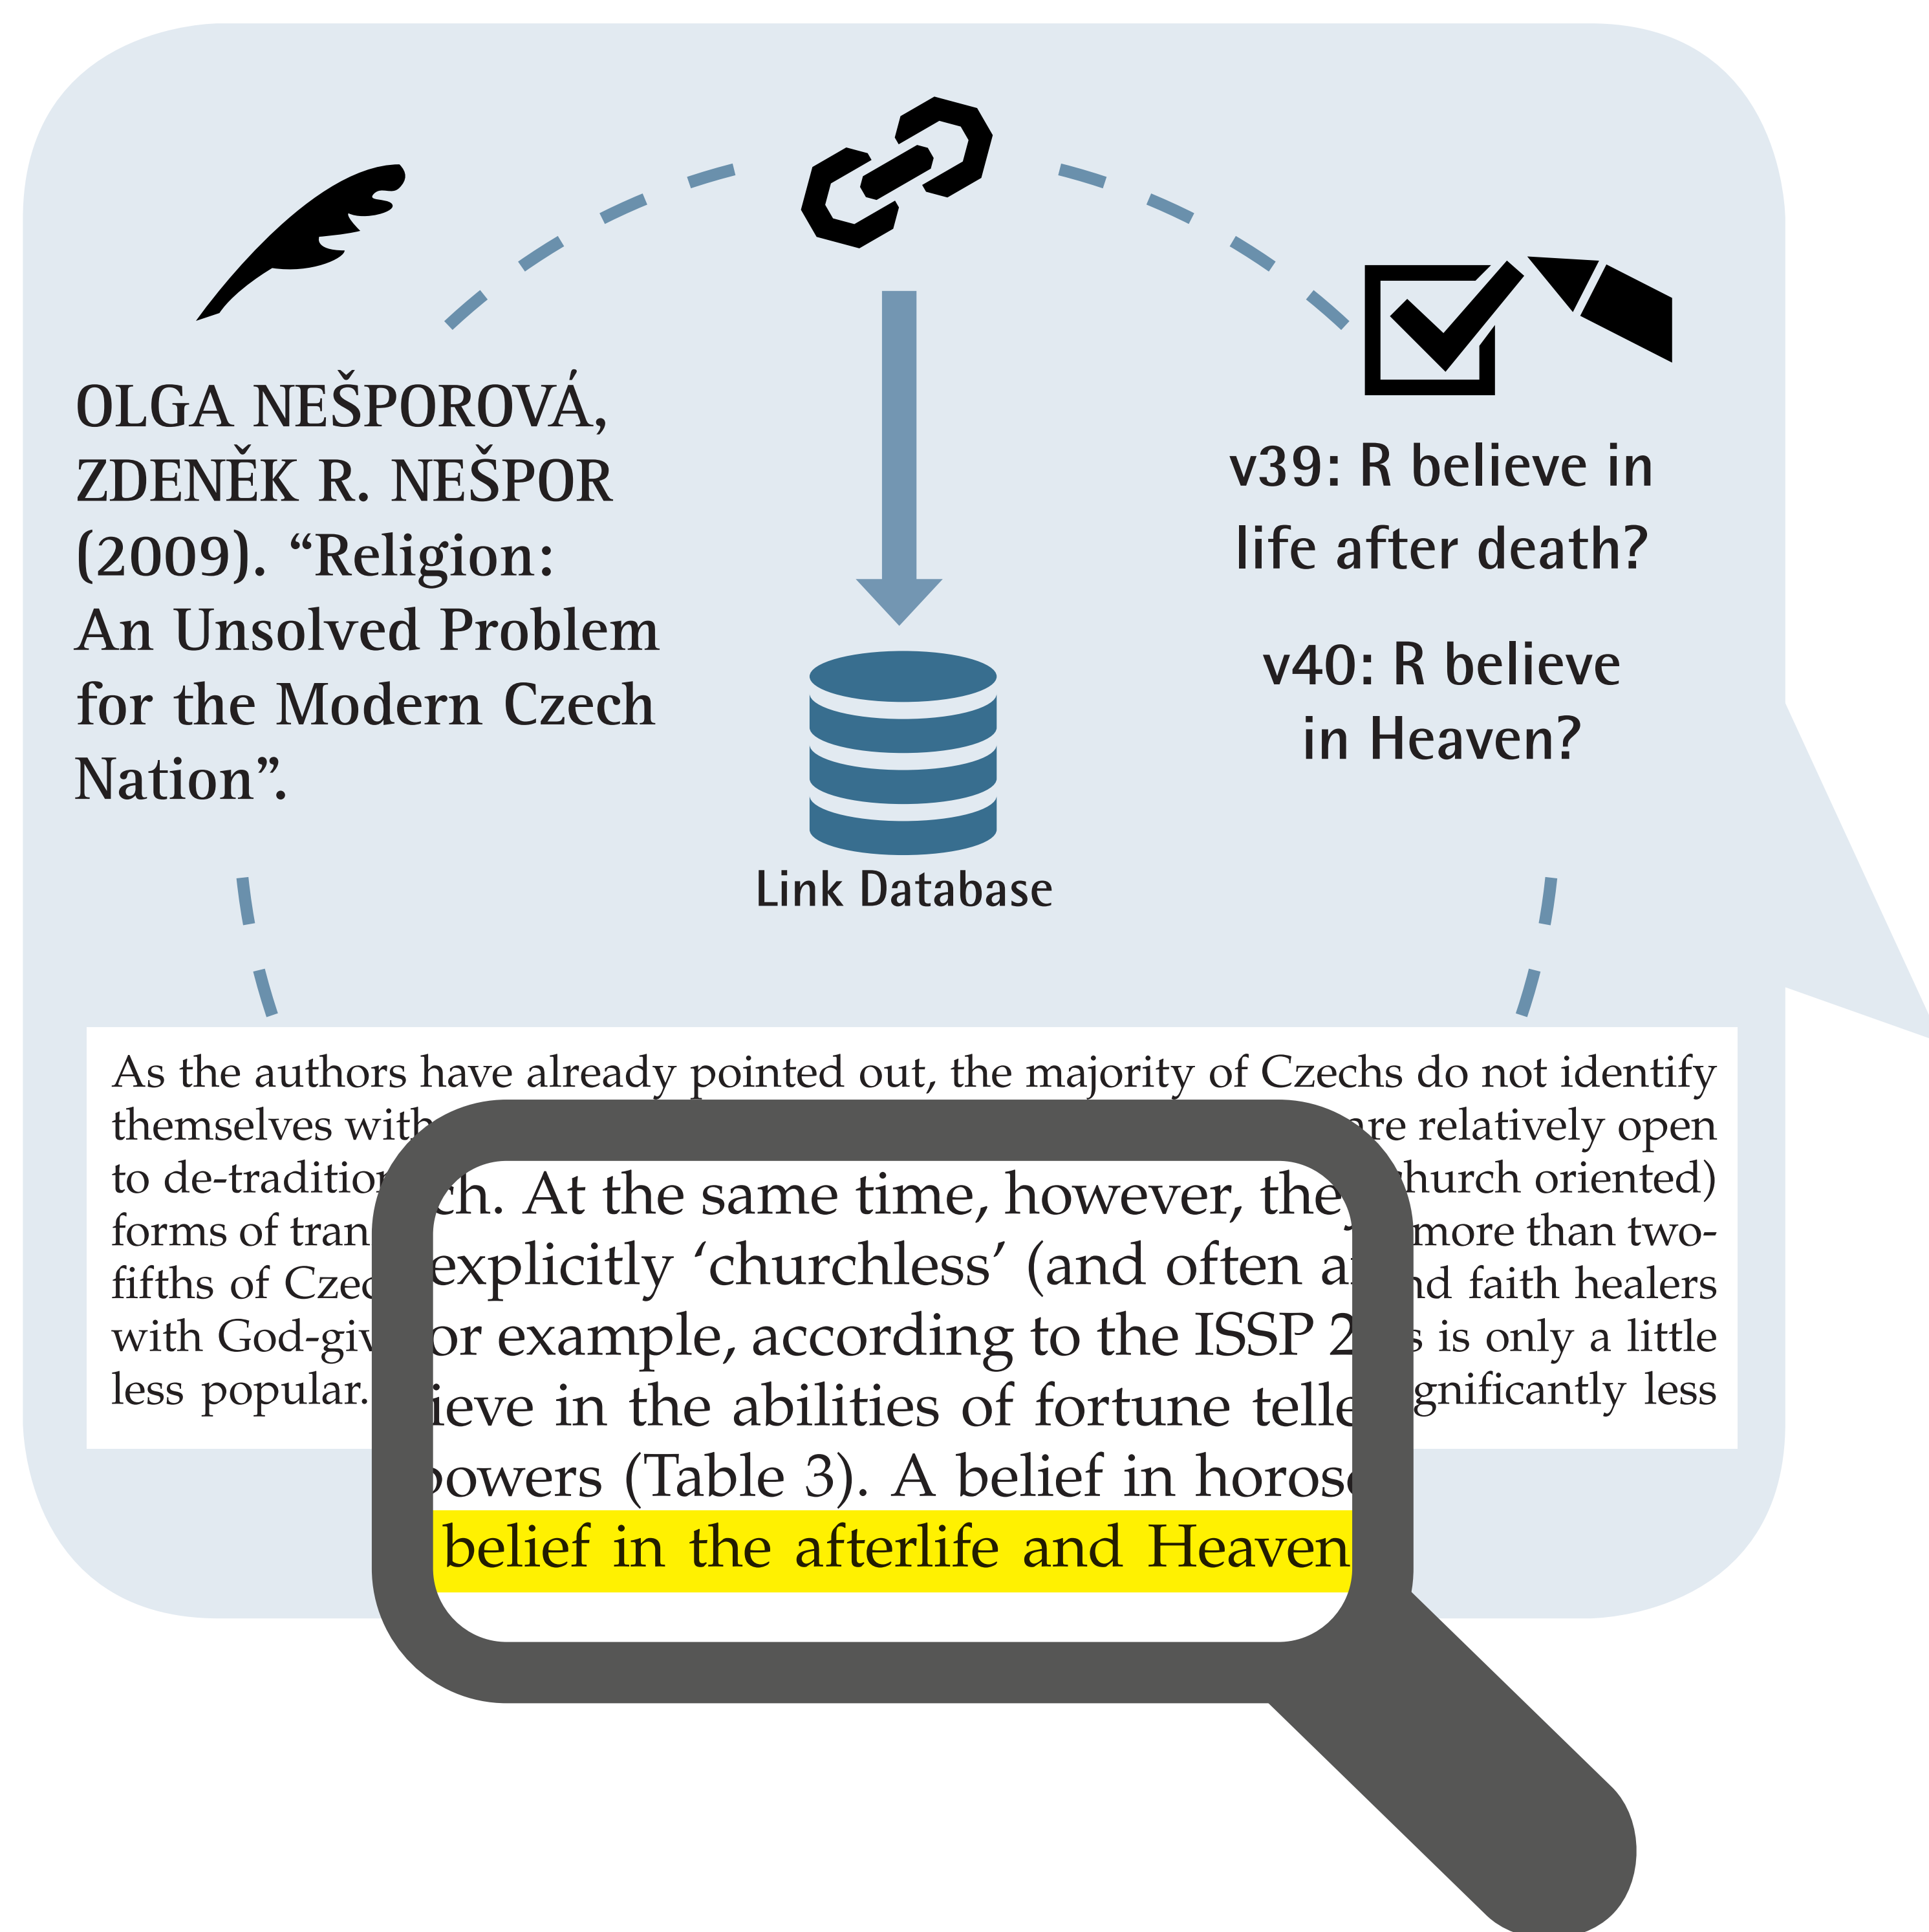 OLGA NEŠPOROVÁ,
ZDENĚK R. NEŠPOR
(2009). “Religion:
An Unsolved Problem
for the Modern Czech
Nation”.
v39: R believe in
life after death?
v40: R believe
in Heaven?
Link Database
As the authors have already pointed out, the majority of Czechs do not identify
themselves with are relatively open
to de-tradition church oriented)
forms of tran more than two-
fifths of Czec nd faith healers
with God-giv s is only a little
less popular. gnificantly less
ch. At the same time, however, they
explicitly ‘churchless’ (and often a
or example, according to the ISSP 2
ieve in the abilities of fortune telle
powers (Table 3). A belief in horosc
belief in the afterlife and Heaven